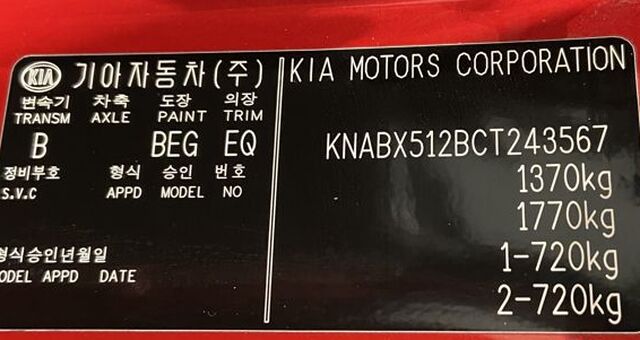 KIA 기아자동차(주)
변속기 차축 도장 의장
TRANSM AXLE PAINT TRIM
B BEG EQ
정비부호 형식 승인 번호
S.V.C APPD MODEL NO
형식승인년월일
ODEL APPD DATE
KIA MOTORS CORPORATION
KNABX512BCT243567
1370kg
1770kg
1-720kg
2-720kg